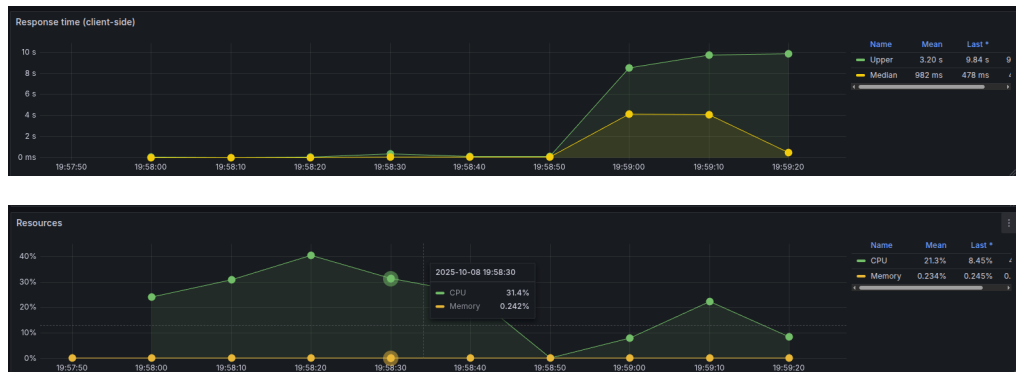 Response time (client-side)
10 s
8 s
6 s
4 s
2 s
0 ms
19:57:50 19:58:00 19:58:10 19:58:20 19:58:30 19:58:40 19:58:50 19:59:00 19:59:10 19:59:20
Name Mean Last *
Upper 3.20 s 9.84 s 9
Median 982 ms 478 ms
Resources
40%
30%
20%
10%
0%
19:57:50 19:58:00 19:58:10 19:58:20 19:58:30 19:58:40 19:58:50 19:59:00 19:59:10 19:59:20
2025-10-08 19:58:30
CPU 31.4%
Memory 0.242%
Name Mean Last *
CPU 21.3% 8.45%
Memory 0.234% 0.245% 0.